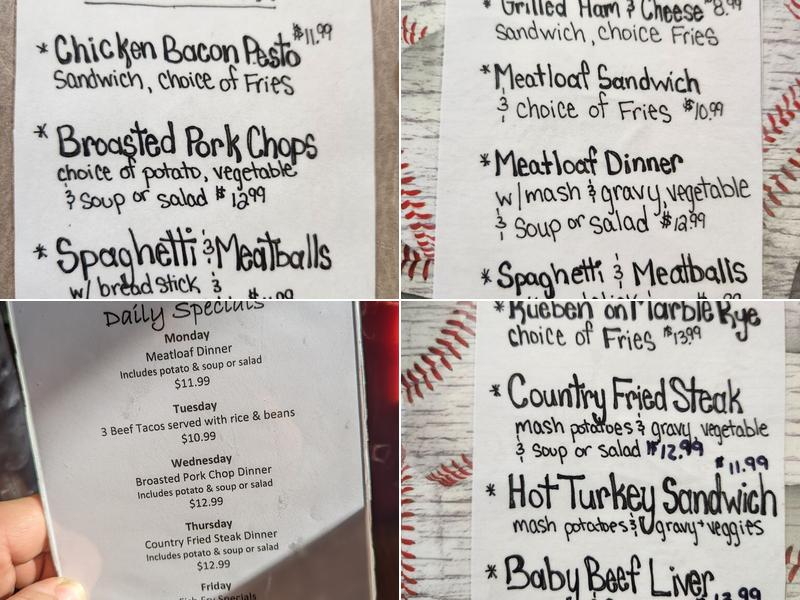 $11.99
* Chicken Bacon Pesto
Sandwich, choice of Fries
* Broasted Pork Chops
choice of potato, vegetable
& soup or salad $12.99
* Spaghetti & Meatballs
w/ bread stick &
Grilled Ham & Cheese $8.99
Sandwich, choice Fries
* Meatloaf Sandwich
& choice of Fries $10.99
* Meatloaf Dinner
w/ mash & gravy, vegetable
& soup or salad $12.99
* Spaghetti & Meatballs
Daily Specials
Monday
Meatloaf Dinner
Includes potato & soup or salad
$11.99
Tuesday
3 Beef Tacos served with rice & beans
$10.99
Wednesday
Broasted Pork Chop Dinner
Includes potato & soup or salad
$12.99
Thursday
Country Fried Steak Dinner
Includes potato & soup or salad
$12.99
Friday
Fish Fry Specials
* Rueben on Marble Rye
choice of Fries $13.99
* Country Fried Steak
mash potatoes & gravy, vegetable
& soup or salad $12.99
$11.99
* Hot Turkey Sandwich
mash potatoes & gravy + veggies
* Baby Beef Liver